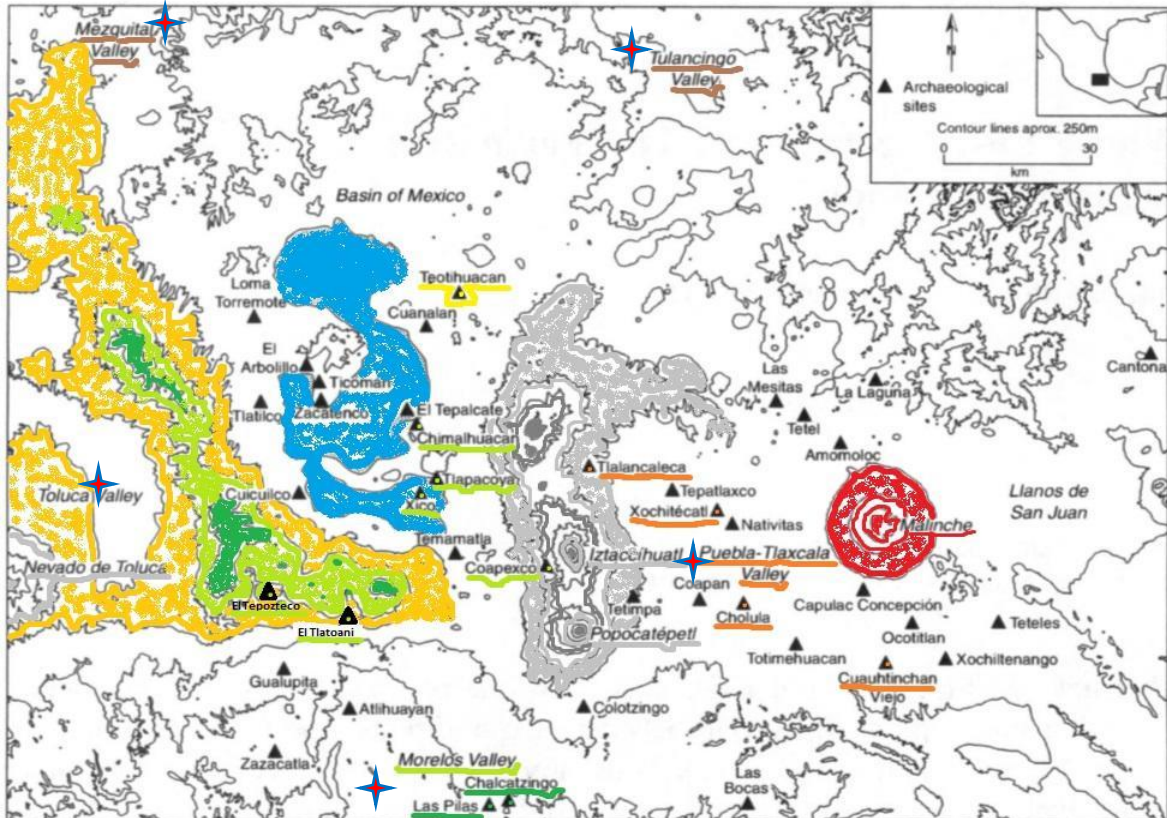 Mezquital
Valley
Tulancingo
Valley
N
Archaeological
sites
Contour lines aprox. 250m
0 30
km
Basin of Mexico
Loma
Torremote
Teotihuacan
Cuanalan
El
Arbolillo
Ticoman
Zacatenco
Tlatilco
El Tepalcate
Chimalhuacan
Las
Mesitas
La Laguna
Cantona
Tetel
Amomoloc
Toluca Valley
Cuicuilco
Tlapacoya
Xico
Tlalancaleca
Tepatlaxco
Xochitécatl
Nativitas
Llanos de
San Juan
Malinche
Nevado de Toluca
Temamatla
Coapexco
Iztaccíhuatl
Puebla-Tlaxcala
Valley
Coapan
Tetimpa
Cholula
Capulac Concepción
El Tepozteco
El Tlatoani
Popocatépetl
Ocotitlan
Teteles
Totimehuacan
Xochiltenango
Cuauhtinchan
Viejo
Gualupita
Atlihuayan
Colotzingo
Zazacatla
Morelos Valley
Chalcatzingo
Las Pilas
Las
Bocas